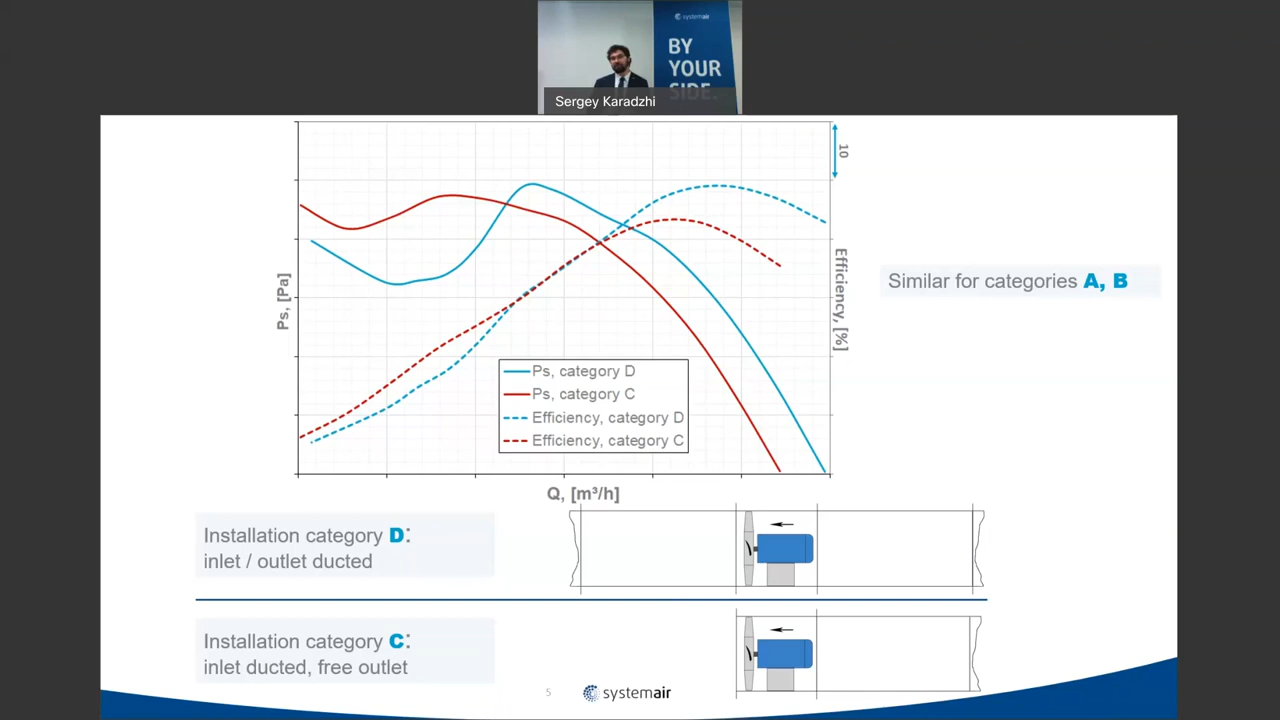 systemair
BY
YOUR
SIDE.
Sergey Karadzhi
10
Ps, [Pa]
Efficiency, [%]
Similar for categories A, B
Ps, category D
Ps, category C
Efficiency, category D
Efficiency, category C
Q, [m³/h]
Installation category D:
inlet / outlet ducted
Installation category C:
inlet ducted, free outlet
5
systemair